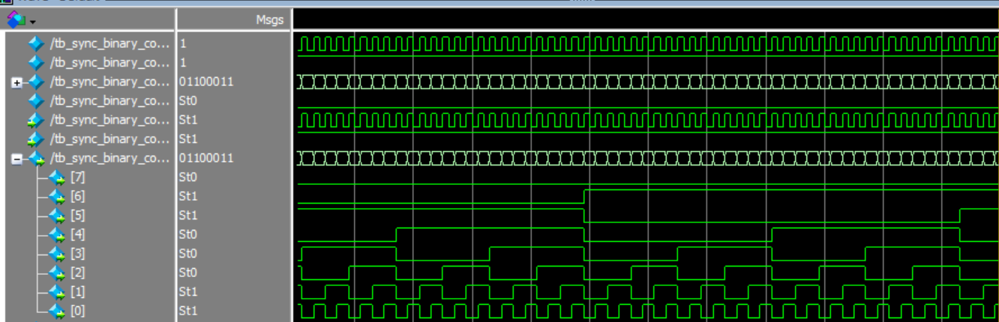 Msgs
/tb_sync_binary_co... 1
/tb_sync_binary_co... 1
/tb_sync_binary_co... 01100011
/tb_sync_binary_co... St0
/tb_sync_binary_co... St1
/tb_sync_binary_co... St1
/tb_sync_binary_co... 01100011
[7] St0
[6] St1
[5] St1
[4] St0
[3] St0
[2] St0
[1] St1
[0] St1